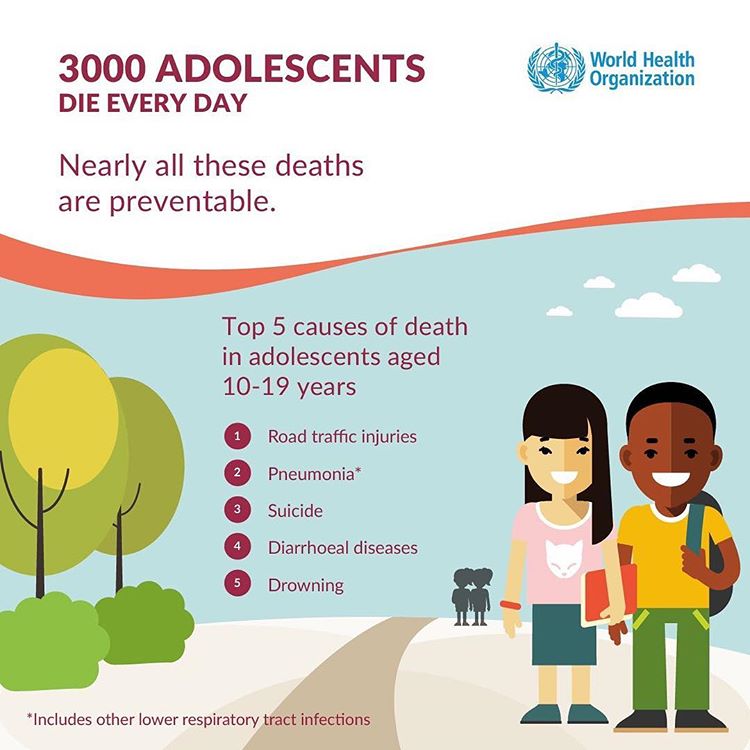 3000 ADOLESCENTS
DIE EVERY DAY
World Health
Organization
Nearly all these deaths
are preventable.
Top 5 causes of death
in adolescents aged
10-19 years
1 Road traffic injuries
2 Pneumonia*
3 Suicide
4 Diarrhoeal diseases
5 Drowning
*Includes other lower respiratory tract infections